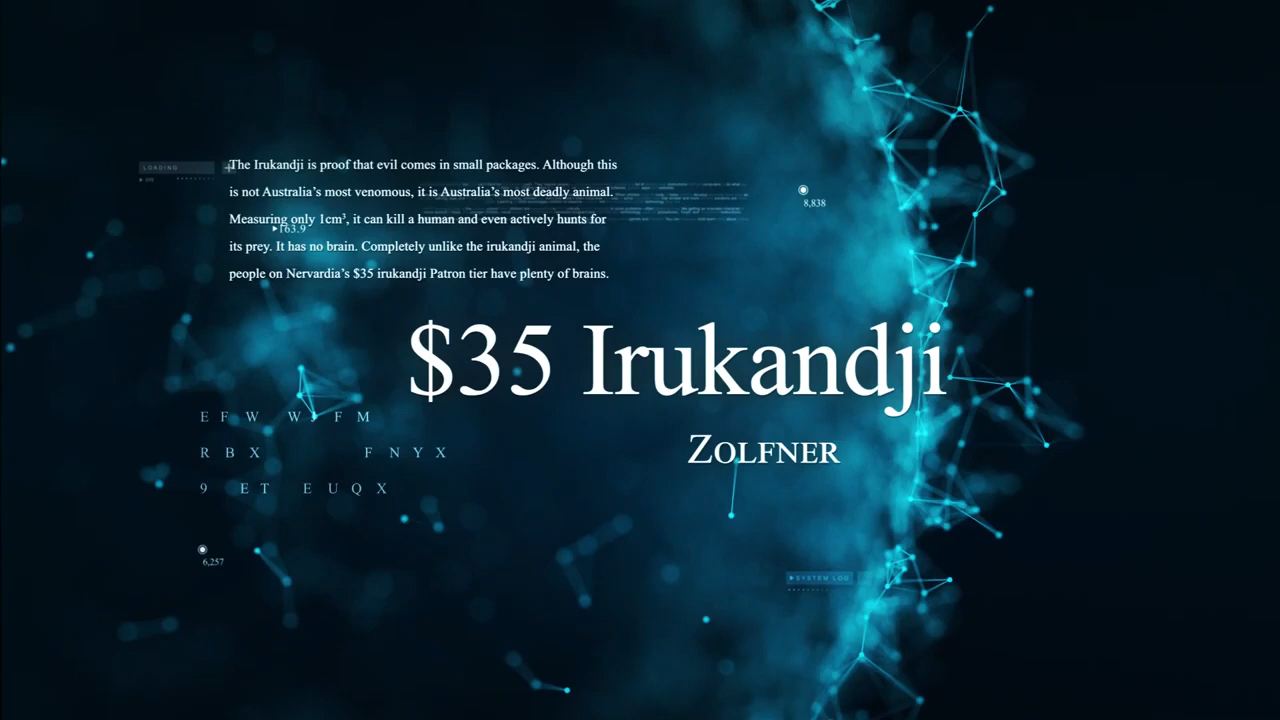 LOADING
The Irukandji is proof that evil comes in small packages. Although this
is not Australia’s most venomous, it is Australia’s most deadly animal.
Measuring only 1cm³, it can kill a human and even actively hunts for
its prey. It has no brain. Completely unlike the irukandji animal, the
people on Nervardia’s $35 irukandji Patron tier have plenty of brains.
8,838
163.9
$35 Irukandji
ZOLFNER
E F W W F M
R B X F N Y X
9 E T E U Q X
6,257
SYSTEM LOG